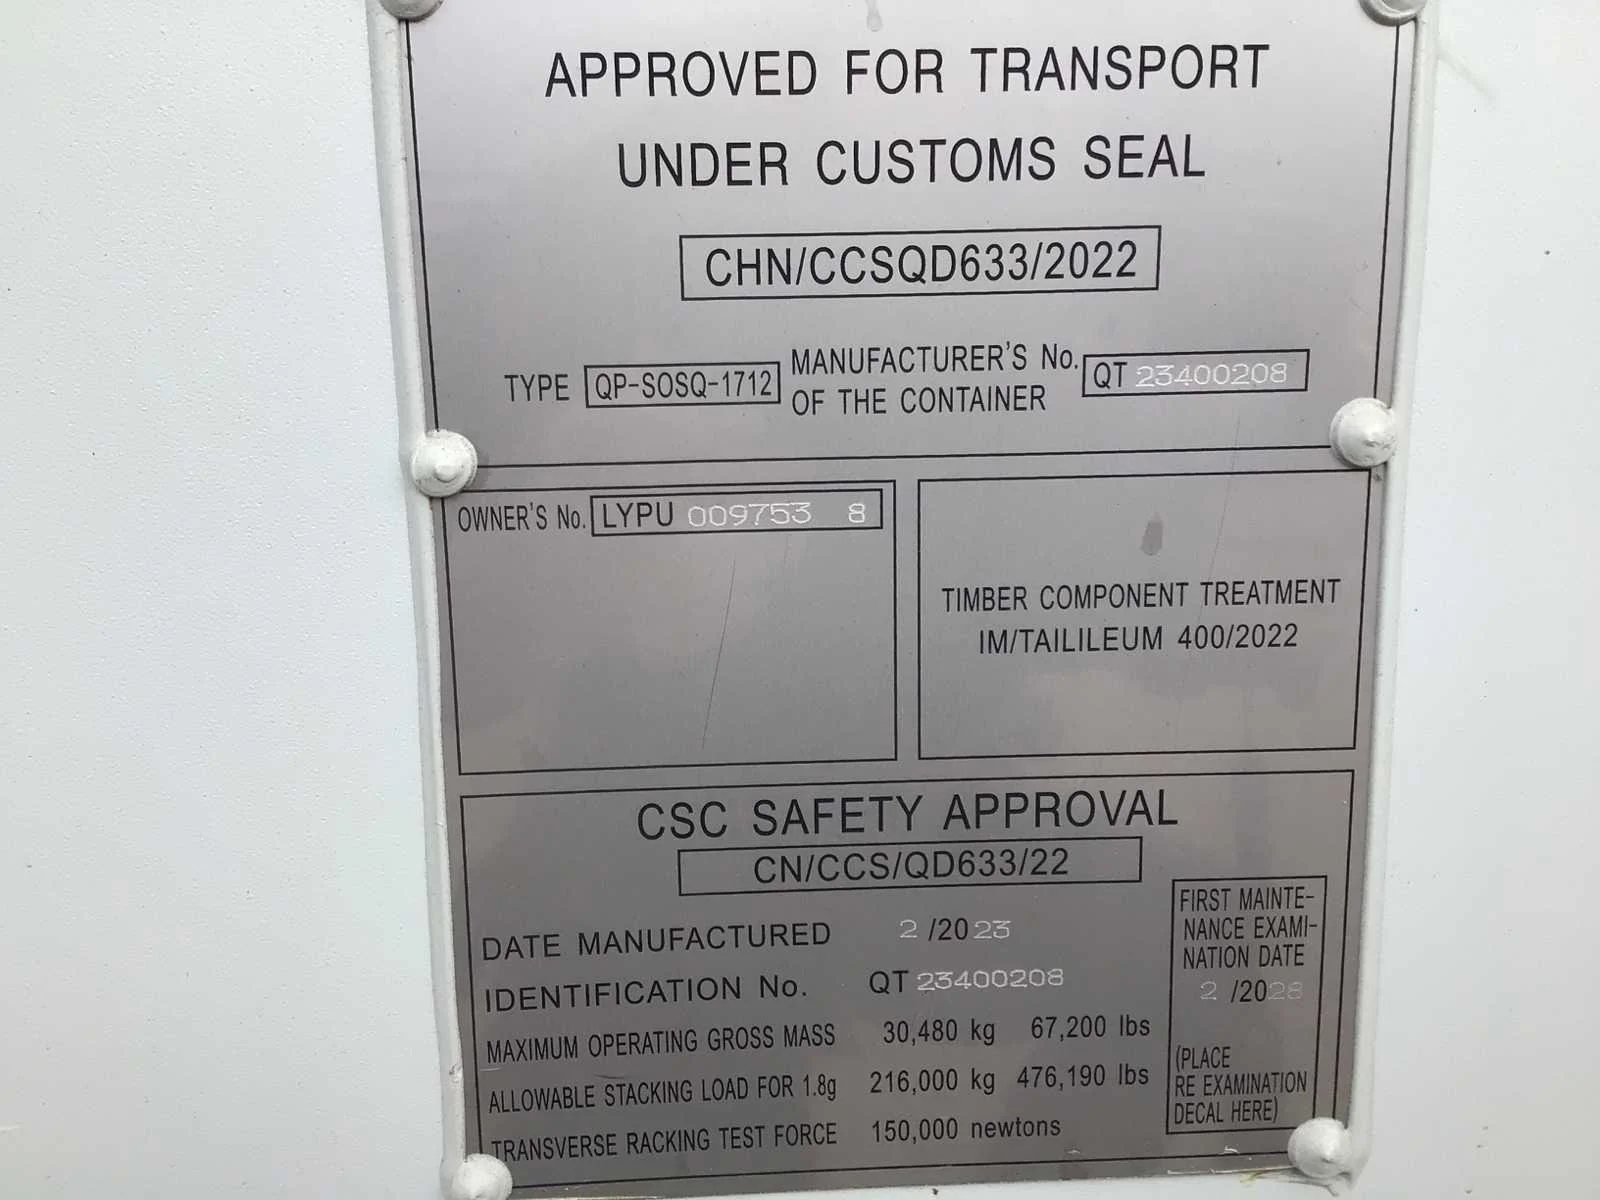 APPROVED FOR TRANSPORT
UNDER CUSTOMS SEAL
CHN/CCSQD633/2022
TYPE QP-SOSQ-1712 MANUFACTURER'S No. OF THE CONTAINER QT 23400208
OWNER'S No. LYPU 009753 8
TIMBER COMPONENT TREATMENT
IM/TAILILEUM 400/2022
CSC SAFETY APPROVAL
CN/CCS/QD633/22
DATE MANUFACTURED 2 /2023
IDENTIFICATION No. QT 23400208
MAXIMUM OPERATING GROSS MASS 30,480 kg 67,200 lbs
ALLOWABLE STACKING LOAD FOR 1.8g 216,000 kg 476,190 lbs
TRANSVERSE RACKING TEST FORCE 150,000 newtons
FIRST MAINTE-
NANCE EXAMI-
NATION DATE
2 /2028
(PLACE
RE EXAMINATION
DECAL HERE)